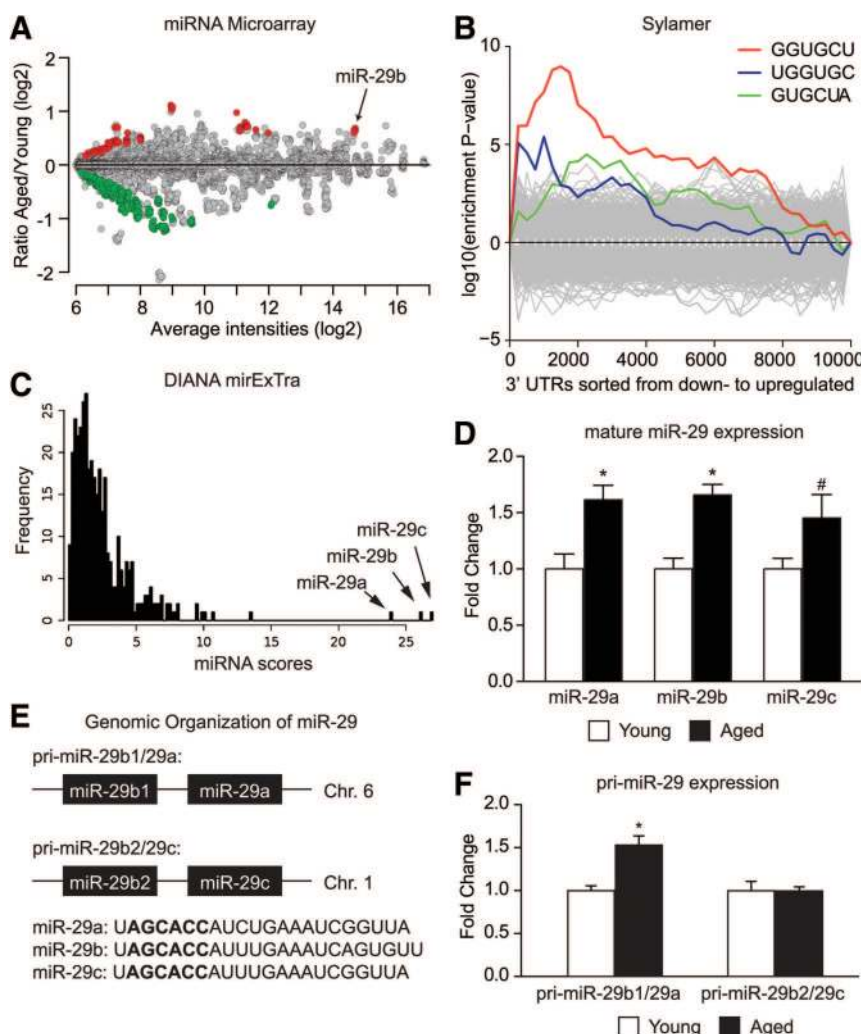 A
miRNA Microarray
miR-29b
Ratio Aged/Young (log2)
2
1
0
-1
-2
6 8 10 12 14 16
Average intensities (log2)
B
Sylamer
GGUGCU
UGGUGC
GUGCUA
log10(enrichment P-value)
10
5
0
−5
0 2000 4000 6000 8000 10000
3' UTRs sorted from down- to upregulated
C
DIANA mirExTra
Frequency
25
20
15
10
5
0
miR-29c
miR-29b
miR-29a
0 5 10 15 20 25
miRNA scores
D
mature miR-29 expression
Fold Change
2.0
1.5
1.0
0.5
0.0
* * #
miR-29a miR-29b miR-29c
Young Aged
E
Genomic Organization of miR-29
pri-miR-29b1/29a:
miR-29b1 miR-29a Chr. 6
pri-miR-29b2/29c:
miR-29b2 miR-29c Chr. 1
miR-29a: UAGCACCAUCUGAAAUCGGUUA
miR-29b: UAGCACCAUUUGAAAUCAGUGUU
miR-29c: UAGCACCAUUUGAAAUCGGUUA
F
pri-miR-29 expression
Fold Change
2.0
1.5
1.0
0.5
0.0
*
pri-miR-29b1/29a pri-miR-29b2/29c
Young Aged